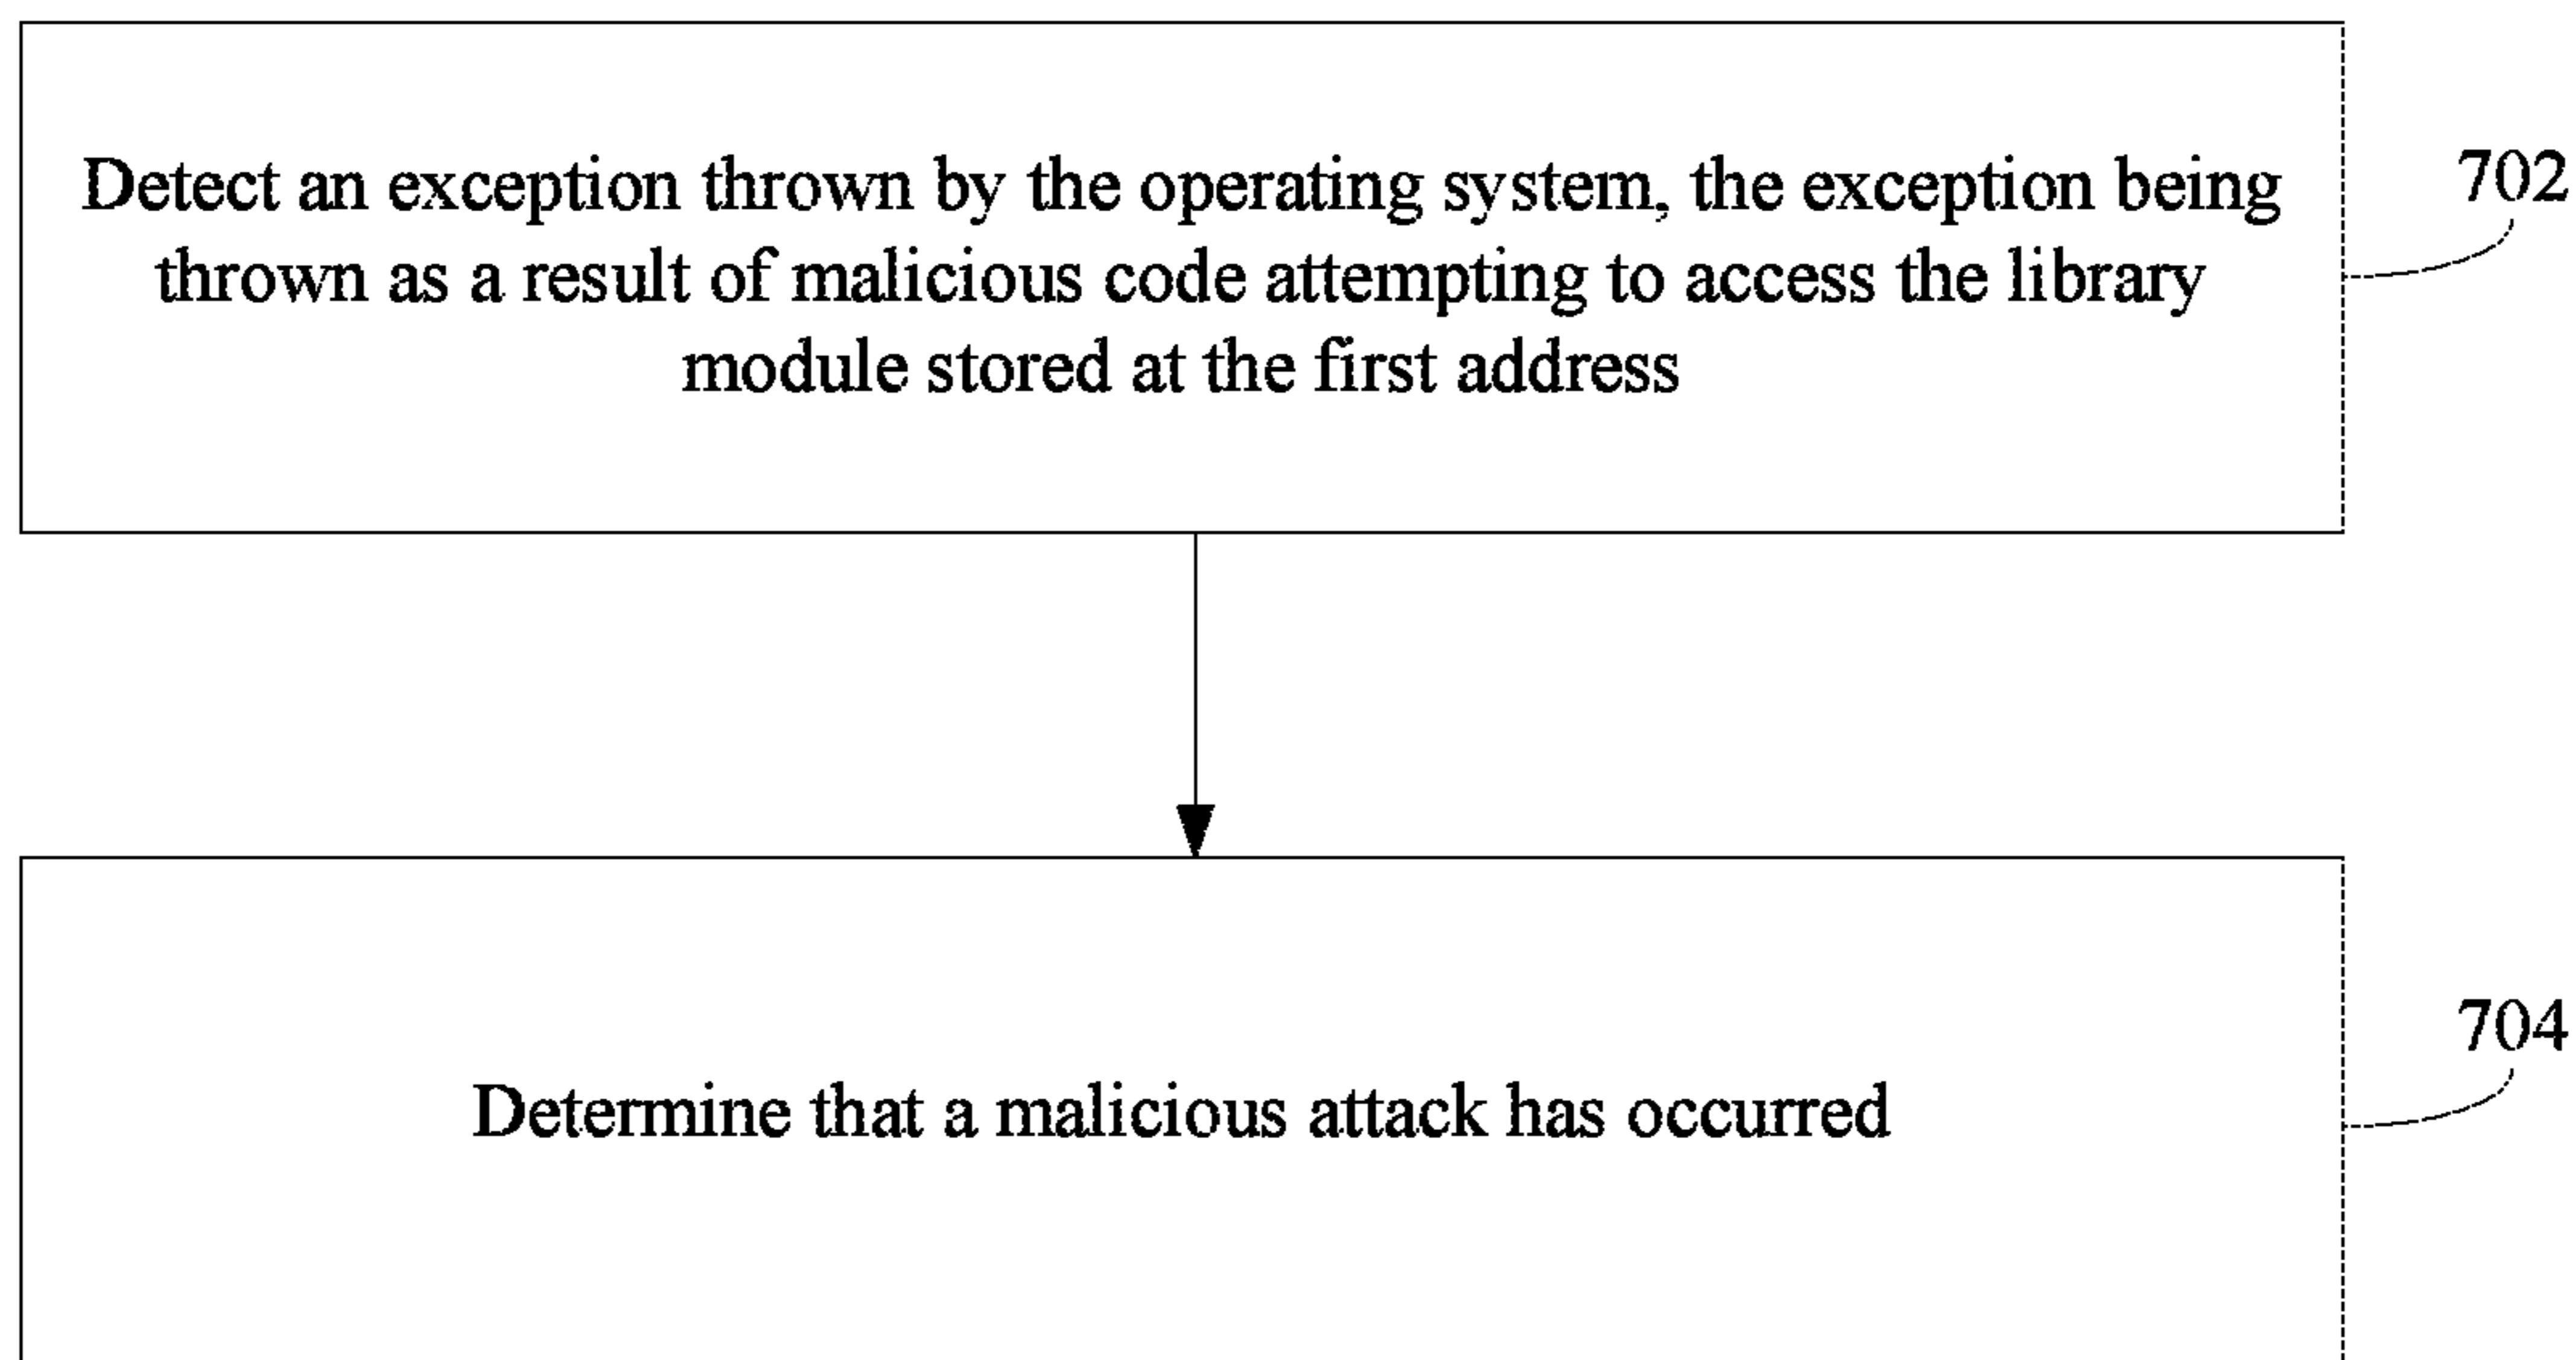 Detect an exception thrown by the operating system, the exception being
thrown as a result of malicious code attempting to access the library
module stored at the first address
702
Determine that a malicious attack has occurred
704